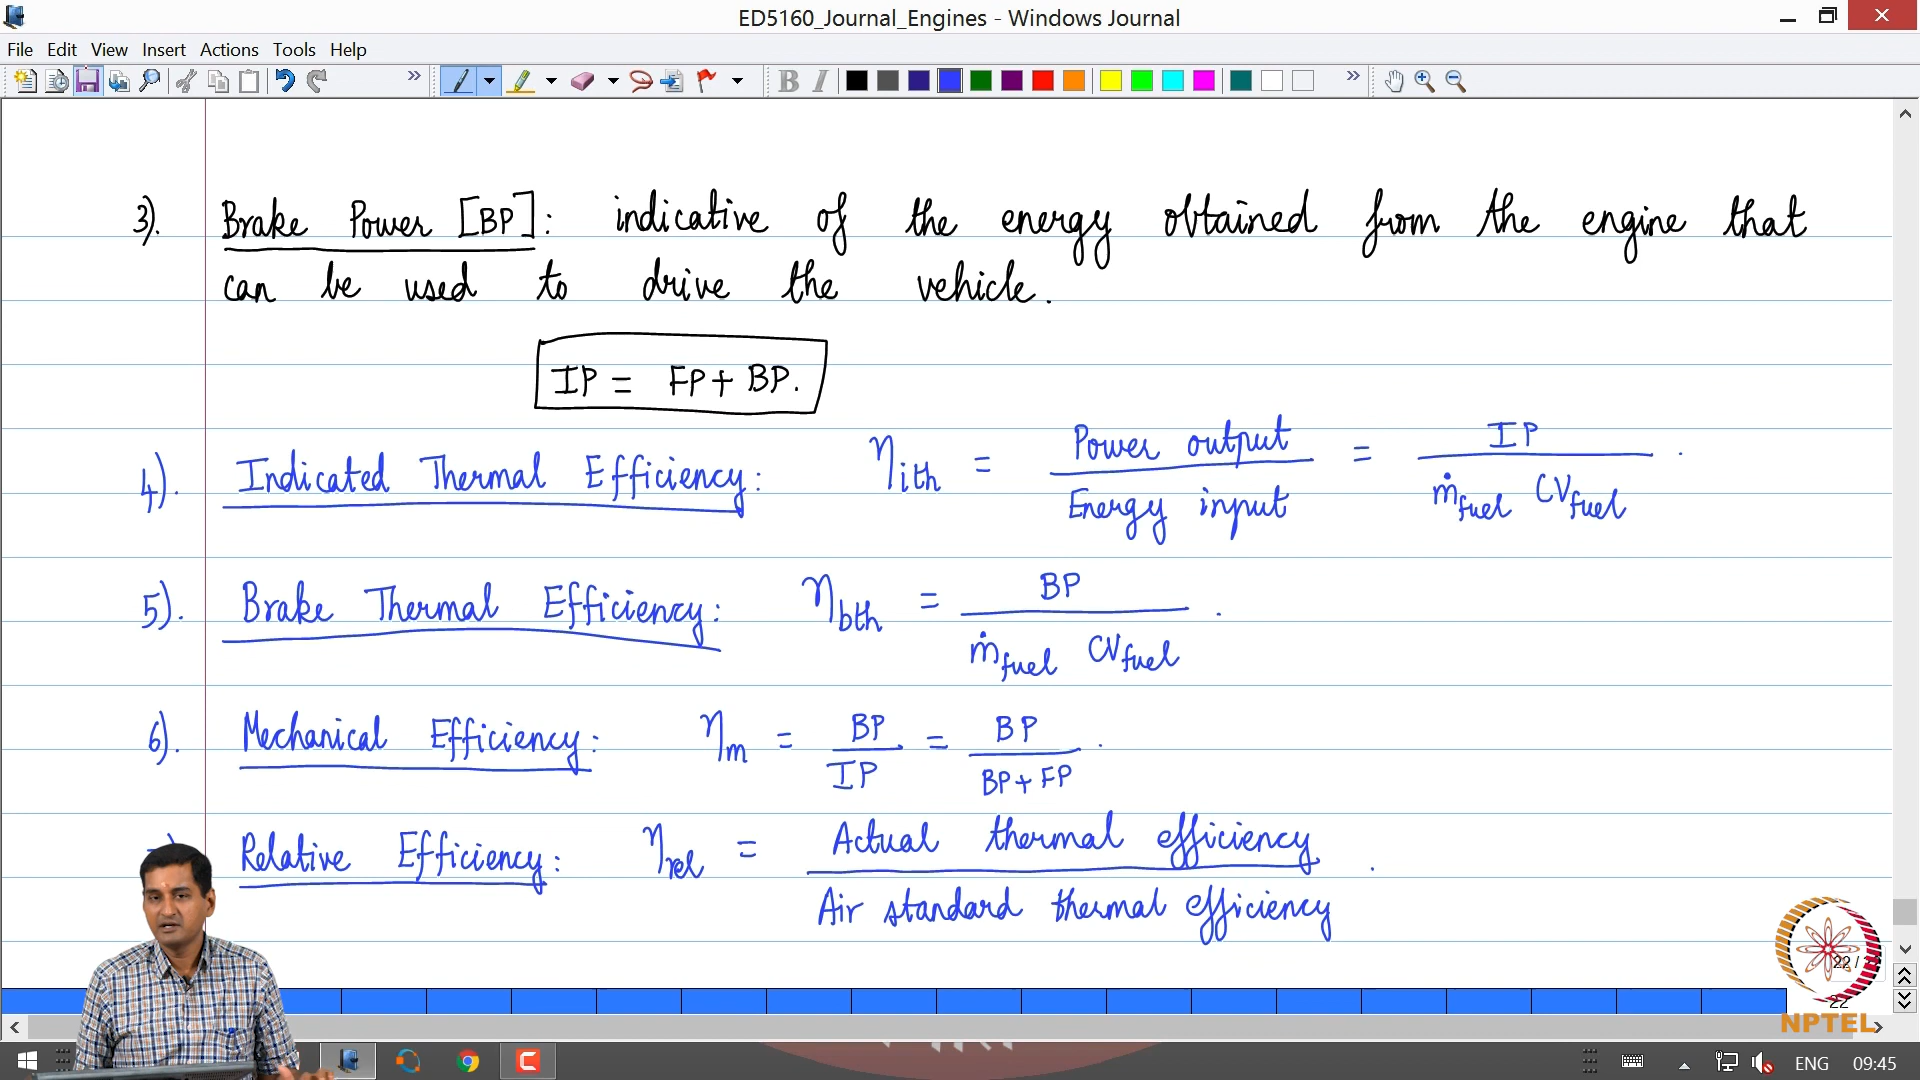 ED5160_Journal_Engines - Windows Journal
File Edit View Insert Actions Tools Help
3). Brake Power [BP]: indicative of the energy obtained from the engine that
can be used to drive the vehicle.
IP = FP + BP.
4). Indicated Thermal Efficiency: ηith = Power output / Energy input = IP / ṁfuel CVfuel .
5). Brake Thermal Efficiency: ηbth = BP / ṁfuel CVfuel .
6). Mechanical Efficiency: ηm = BP / IP = BP / BP + FP .
Relative Efficiency: ηrel = Actual thermal efficiency / Air standard thermal efficiency .
22 /
22
NPTEL
ENG 09:45